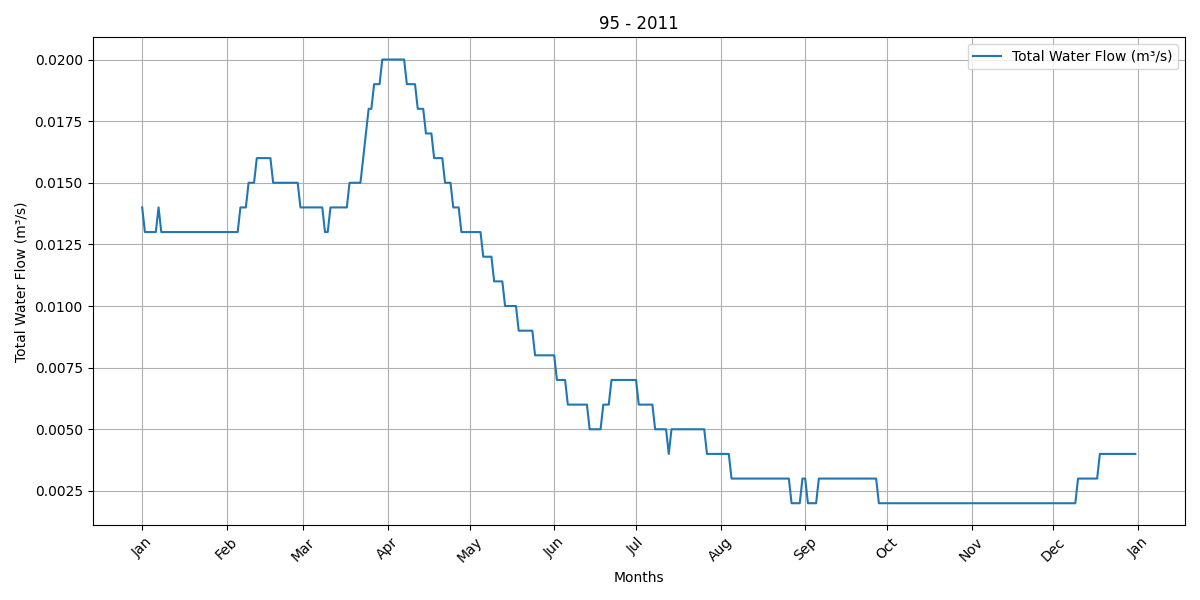 95 - 2011
Total Water Flow (m³/s)
Total Water Flow (m³/s)
0.0200
0.0175
0.0150
0.0125
0.0100
0.0075
0.0050
0.0025
Jan
Feb
Mar
Apr
May
Jun
Jul
Aug
Sep
Oct
Nov
Dec
Jan
Months